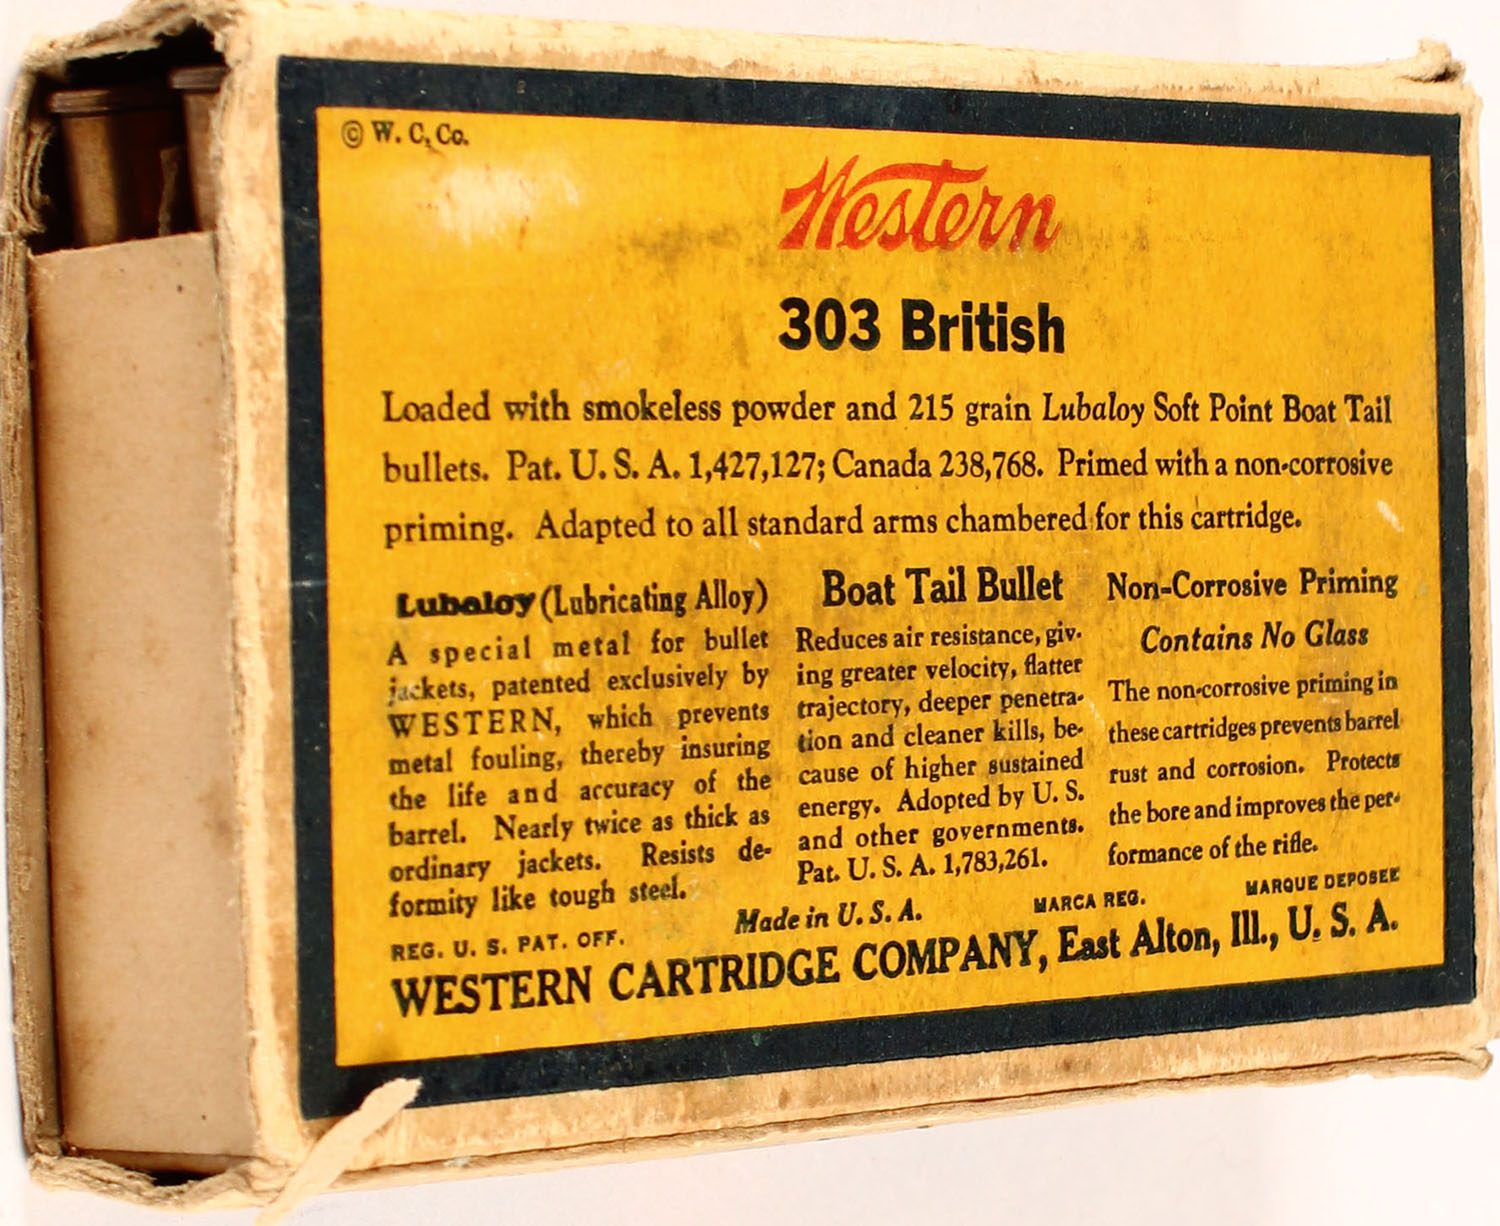 © W. C. Co.
Western
303 British
Loaded with smokeless powder and 215 grain Lubaloy Soft Point Boat Tail
bullets. Pat. U. S. A. 1,427,127; Canada 238,768. Primed with a non-corrosive
priming. Adapted to all standard arms chambered for this cartridge.
Lubaloy (Lubricating Alloy)
A special metal for bullet
jackets, patented exclusively by
WESTERN, which prevents
metal fouling, thereby insuring
the life and accuracy of the
barrel. Nearly twice as thick as
ordinary jackets. Resists de-
formity like tough steel.
Boat Tail Bullet
Reduces air resistance, giv-
ing greater velocity, flatter
trajectory, deeper penetra-
tion and cleaner kills, be-
cause of higher sustained
energy. Adopted by U. S.
and other governments.
Pat. U. S. A. 1,783,261.
Non-Corrosive Priming
Contains No Glass
The non-corrosive priming in
these cartridges prevents barrel
rust and corrosion. Protects
the bore and improves the per-
formance of the rifle.
REG. U. S. PAT. OFF.
Made in U. S. A.
MARCA REG.
MARQUE DEPOSEE
WESTERN CARTRIDGE COMPANY, East Alton, Ill., U. S. A.